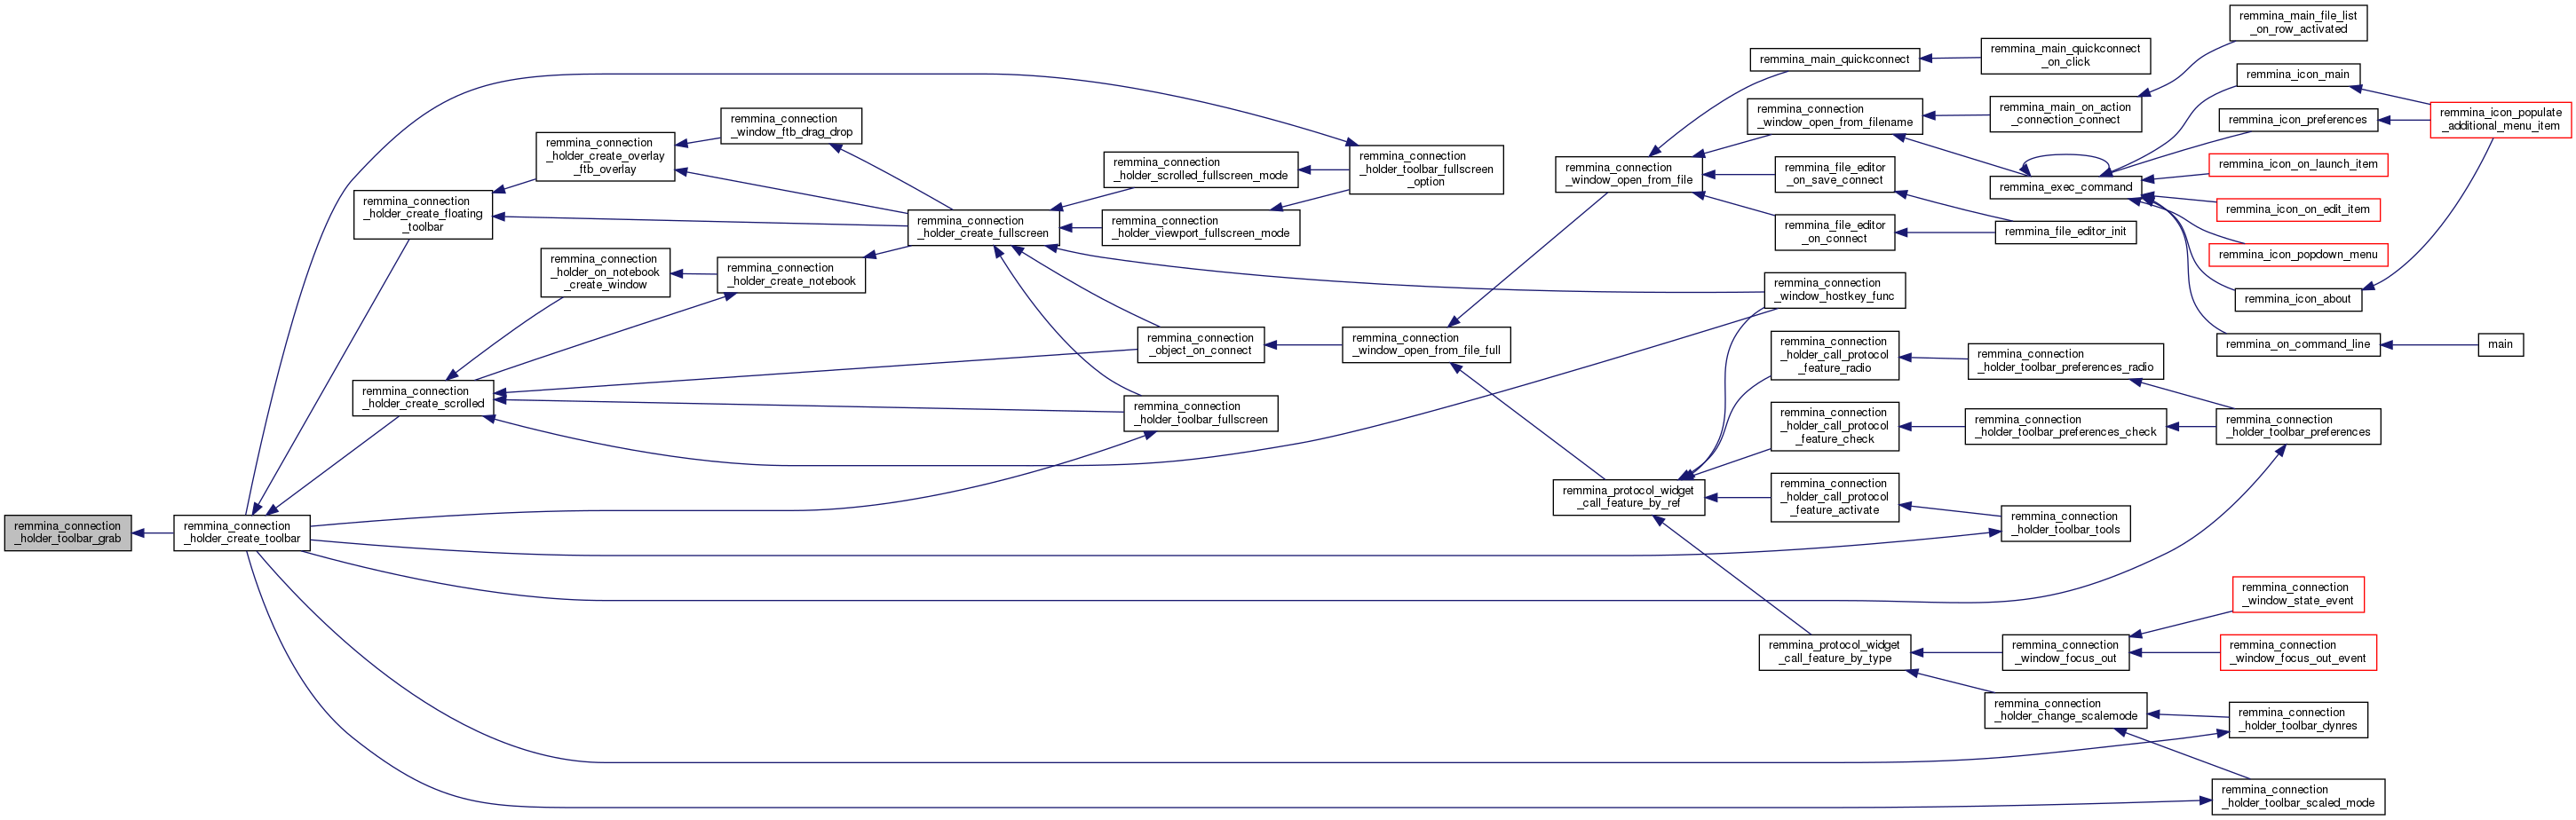 remmina_connection
_holder_toolbar_grab
remmina_connection
_holder_create_toolbar
remmina_connection
_holder_create_floating
_toolbar
remmina_connection
_holder_create_scrolled
remmina_connection
_holder_create_overlay
_ftb_overlay
remmina_connection
_holder_on_notebook
_create_window
remmina_connection
_window_ftb_drag_drop
remmina_connection
_holder_create_notebook
remmina_connection
_holder_create_fullscreen
remmina_connection
_holder_scrolled_fullscreen_mode
remmina_connection
_holder_viewport_fullscreen_mode
remmina_connection
_object_on_connect
remmina_connection
_holder_toolbar_fullscreen
remmina_connection
_holder_toolbar_fullscreen
_option
remmina_connection
_window_open_from_file_full
remmina_connection
_window_open_from_file
remmina_protocol_widget
_call_feature_by_ref
remmina_main_quickconnect
remmina_connection
_window_open_from_filename
remmina_file_editor
_on_save_connect
remmina_file_editor
_on_connect
remmina_connection
_window_hostkey_func
remmina_connection
_holder_call_protocol
_feature_radio
remmina_connection
_holder_call_protocol
_feature_check
remmina_connection
_holder_call_protocol
_feature_activate
remmina_protocol_widget
_call_feature_by_type
remmina_main_quickconnect
_on_click
remmina_main_on_action
_connection_connect
remmina_exec_command
remmina_file_editor_init
remmina_connection
_holder_toolbar_preferences_radio
remmina_connection
_holder_toolbar_preferences_check
remmina_connection
_holder_toolbar_tools
remmina_connection
_window_focus_out
remmina_connection
_holder_change_scalemode
remmina_main_file_list
_on_row_activated
remmina_icon_main
remmina_icon_preferences
remmina_icon_on_launch_item
remmina_icon_on_edit_item
remmina_icon_popdown_menu
remmina_icon_about
remmina_on_command_line
remmina_connection
_holder_toolbar_preferences
remmina_connection
_window_state_event
remmina_connection
_window_focus_out_event
remmina_connection
_holder_toolbar_dynres
remmina_connection
_holder_toolbar_scaled_mode
remmina_icon_populate
_additional_menu_item
main